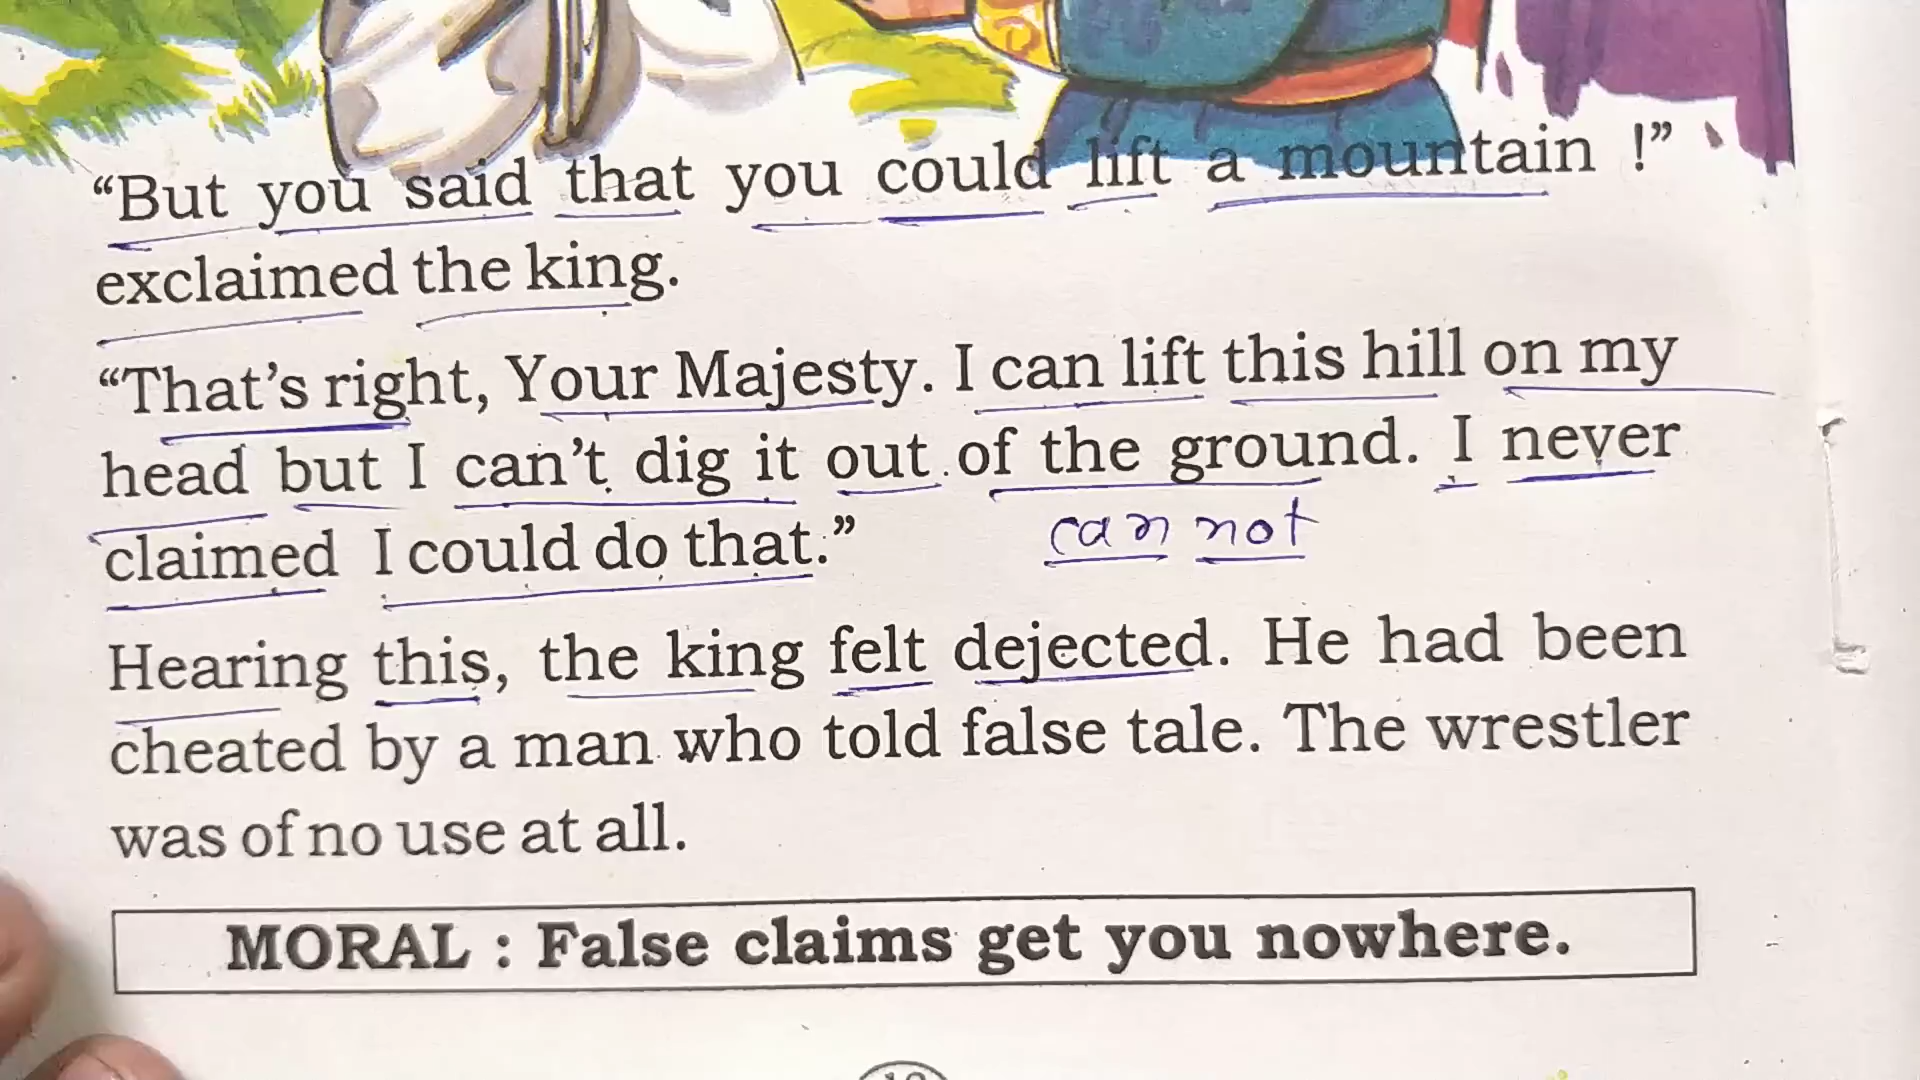 “But you said that you could lift a mountain !”
exclaimed the king.
“That’s right, Your Majesty. I can lift this hill on my
head but I can’t dig it out of the ground. I never
claimed I could do that.”
can not
Hearing this, the king felt dejected. He had been
cheated by a man who told false tale. The wrestler
was of no use at all.
MORAL : False claims get you nowhere.